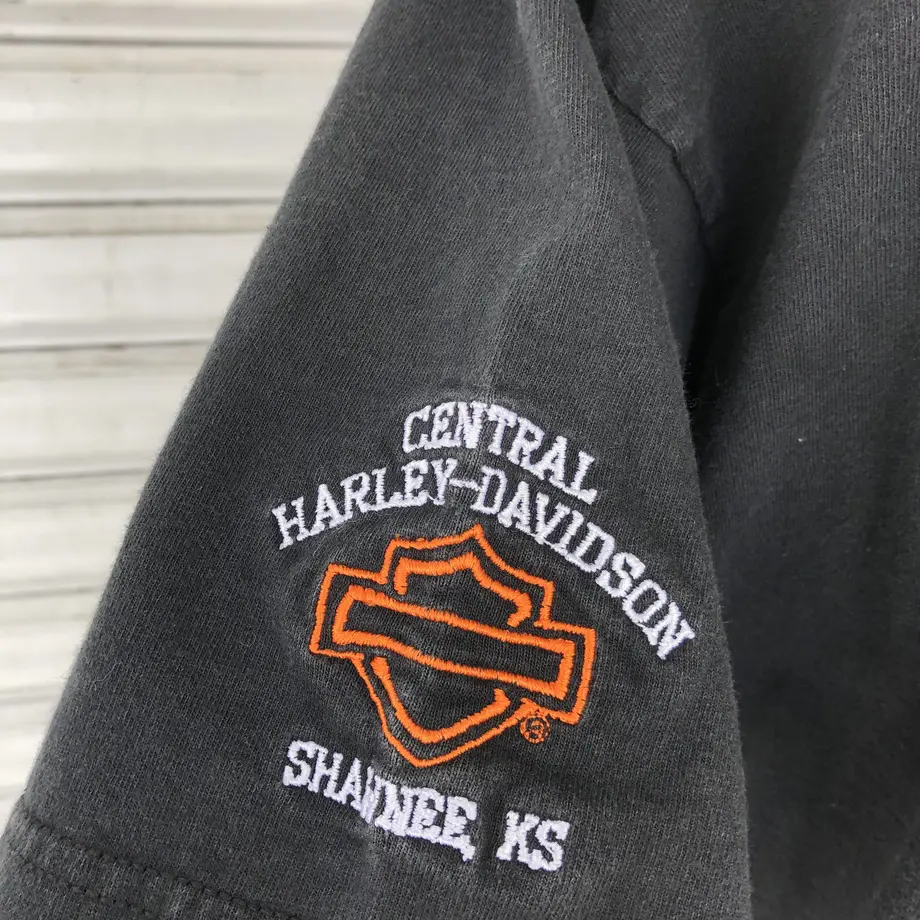 CENTRAL
HARLEY-DAVIDSON
®
SHAWNEE, KS